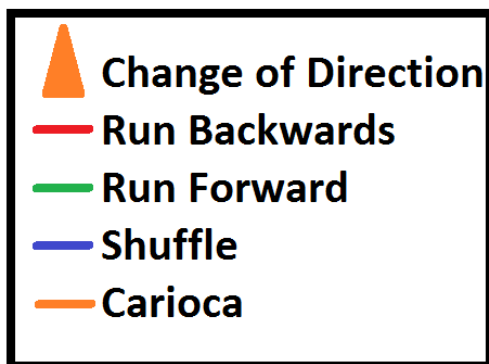 Change of Direction
Run Backwards
Run Forward
Shuffle
Carioca